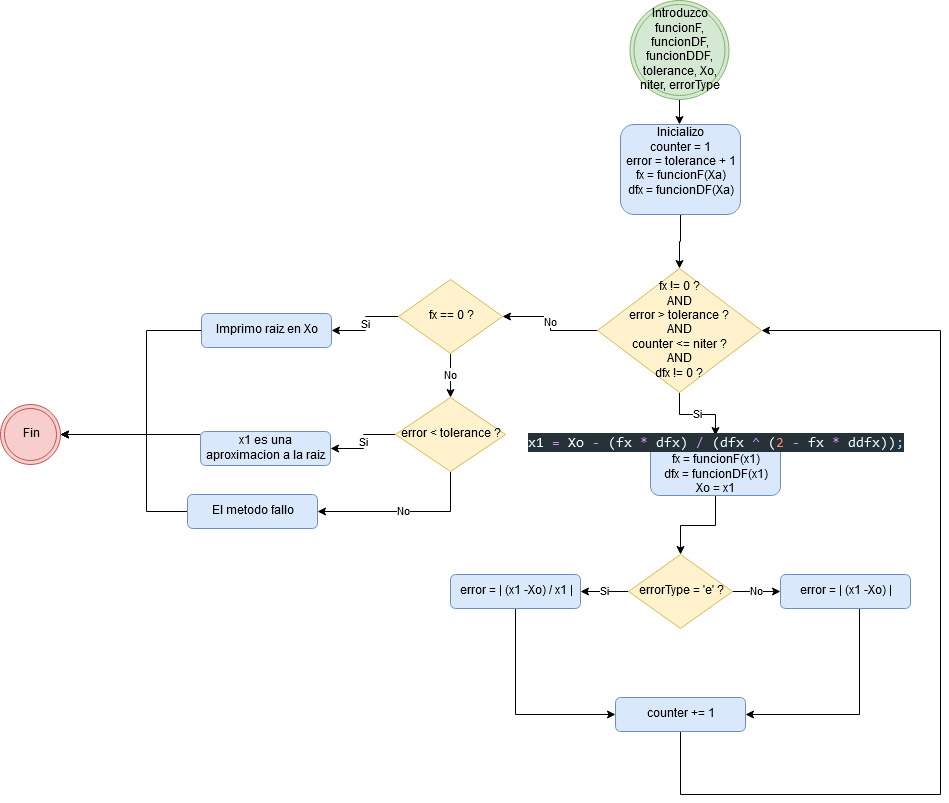 Introduzco
funcionF,
funcionDF,
funcionDDF,
tolerance, Xo,
niter, errorType
Inicializo
counter = 1
error = tolerance + 1
fx = funcionF(Xa)
dfx = funcionDF(Xa)
fx != 0 ?
AND
error > tolerance ?
AND
counter <= niter ?
AND
dfx != 0 ?
No
fx == 0 ?
Si
Imprimo raiz en Xo
No
error < tolerance ?
Si
x1 es una
aproximacion a la raiz
No
El metodo fallo
Fin
Si
x1 = Xo - (fx * dfx) / (dfx ^ (2 - fx * ddfx));
fx = funcionF(x1)
dfx = funcionDF(x1)
Xo = x1
errorType = 'e' ?
Si
error = | (x1 -Xo) / x1 |
No
error = | (x1 -Xo) |
counter += 1